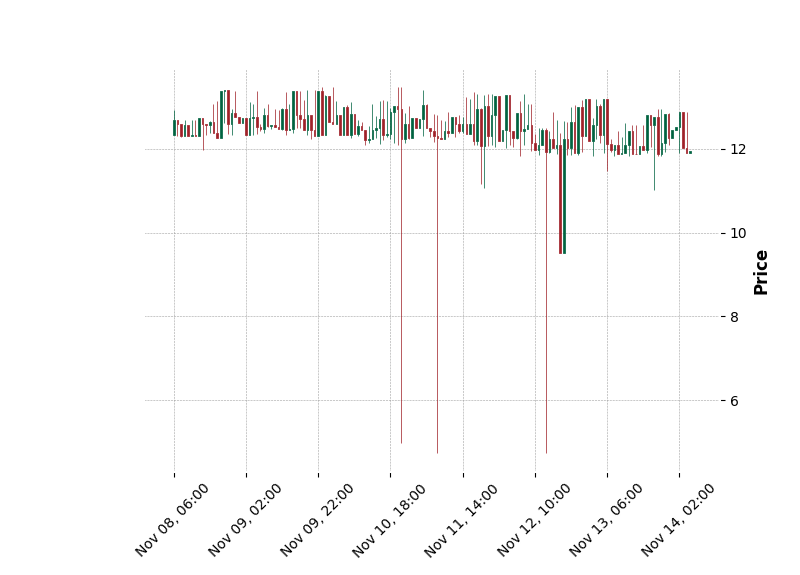 12
10
8
6
Price
Nov 08, 06:00
Nov 09, 02:00
Nov 09, 22:00
Nov 10, 18:00
Nov 11, 14:00
Nov 12, 10:00
Nov 13, 06:00
Nov 14, 02:00